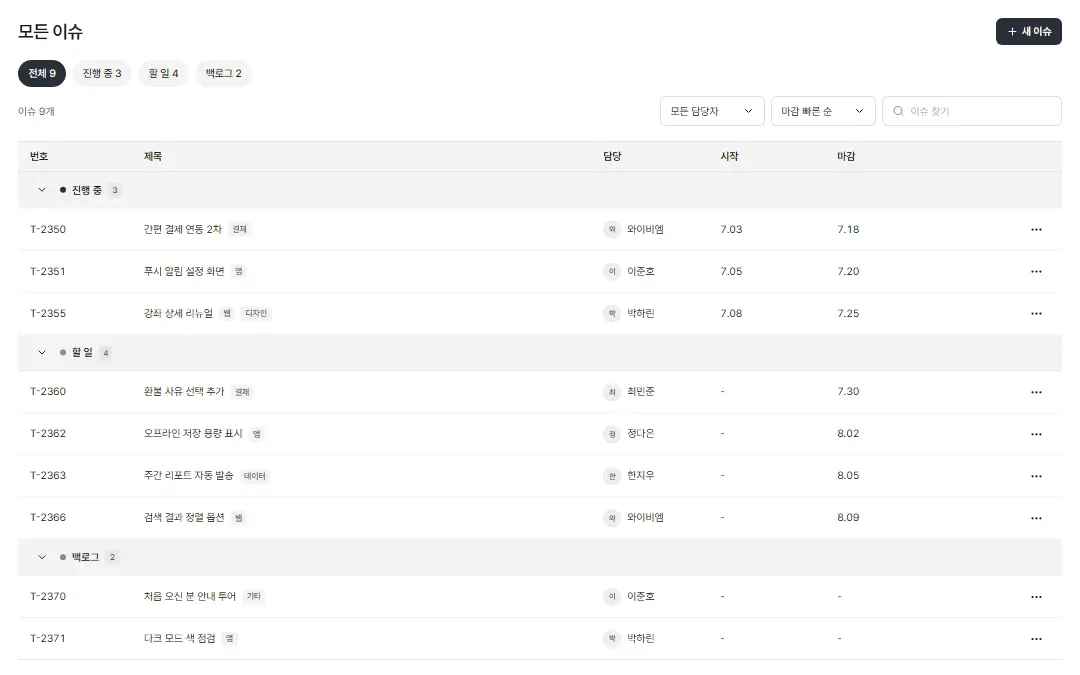 모든 이슈
+ 새 이슈
전체 9 진행 중 3 할 일 4 백로그 2
이슈 9개 모든 담당자 마감 빠른 순 이슈 찾기
번호 제목 담당 시작 마감
진행 중 3
T-2350 간편 결제 연동 2차 결제 와 와이비엠 7.03 7.18
T-2351 푸시 알림 설정 화면 앱 이 이준호 7.05 7.20
T-2355 강좌 상세 리뉴얼 웹 디자인 박 박하린 7.08 7.25
할 일 4
T-2360 환불 사유 선택 추가 결제 최 최민준 - 7.30
T-2362 오프라인 저장 용량 표시 앱 정 정다은 - 8.02
T-2363 주간 리포트 자동 발송 데이터 한 한지우 - 8.05
T-2366 검색 결과 정렬 옵션 웹 와 와이비엠 - 8.09
백로그 2
T-2370 처음 오신 분 안내 투어 기타 이 이준호 - -
T-2371 다크 모드 색 점검 앱 박 박하린 - -